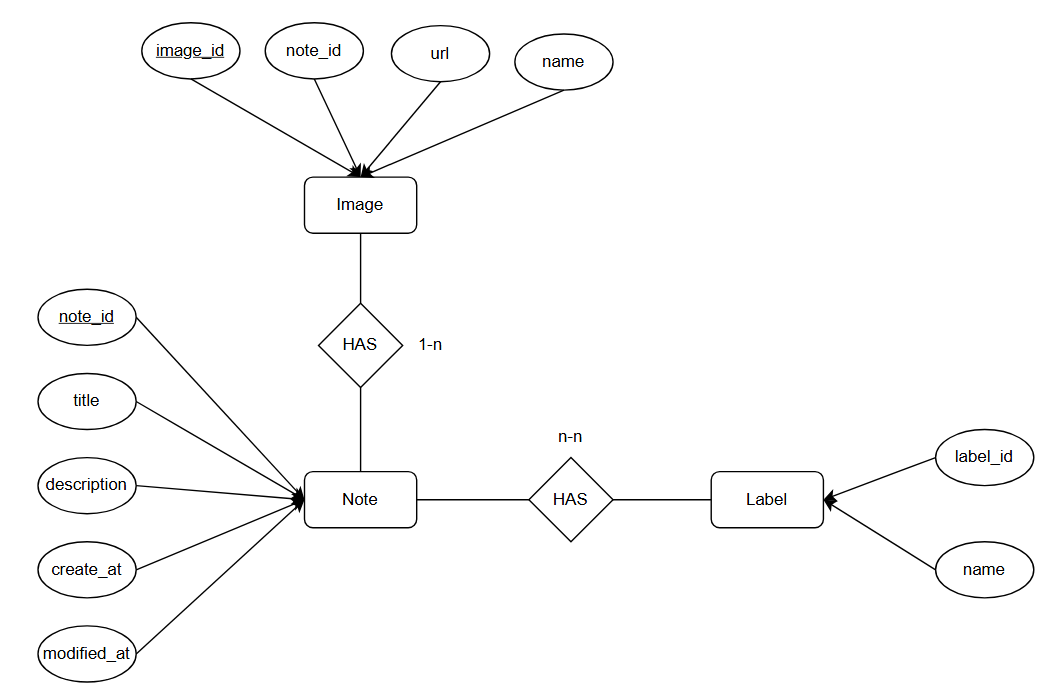 image_id
note_id
url
name
Image
HAS
1-n
note_id
title
description
create_at
modified_at
Note
n-n
HAS
Label
label_id
name